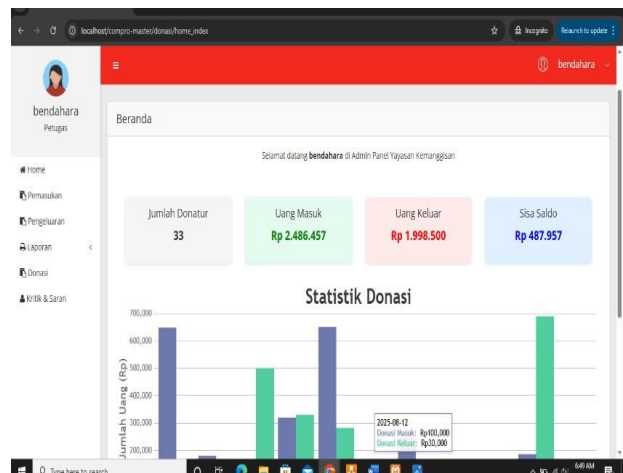 localhost/compro-master/donasi/home_index
Incognito
Relaunch to update
bendahara
bendahara
Petugas
Beranda
Selamat datang bendahara di Admin Panel Yayasan Kemanggisan
Home
Pemasukan
Pengeluaran
Laporan
Donasi
Kritik & Saran
Jumlah Donatur
33
Uang Masuk
Rp 2.486.457
Uang Keluar
Rp 1.998.500
Sisa Saldo
Rp 487.957
Statistik Donasi
Jumlah Uang (Rp)
700,000
600,000
500,000
400,000
300,000
200,000
2025-08-12
Donasi Masuk: Rp100,000
Donasi Keluar: Rp30,000
Type here to search
6:49 AM